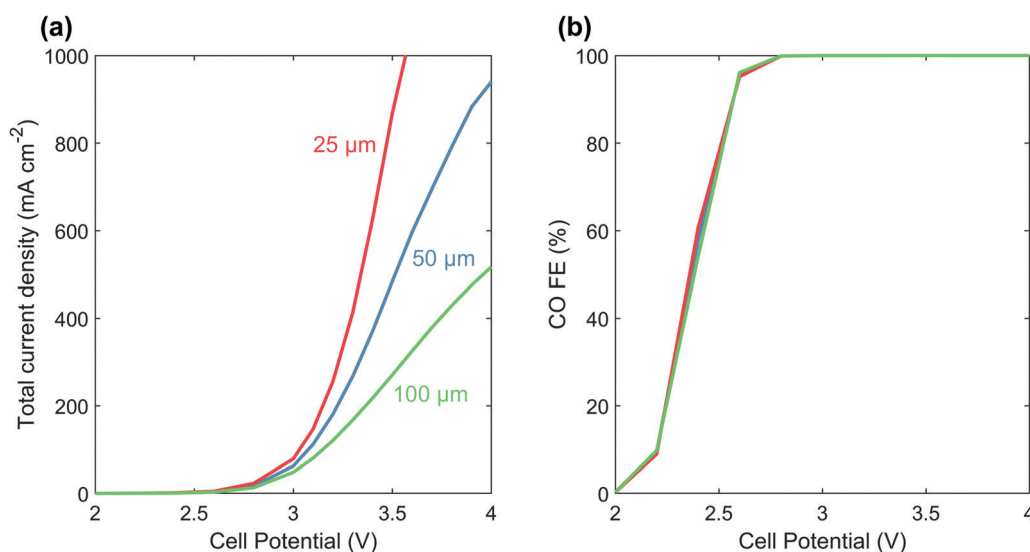 (a)
1000
800
600
400
200
0
Total current density (mA cm⁻²)
25 µm
50 µm
100 µm
2
2.5
3
3.5
4
Cell Potential (V)
(b)
100
80
60
40
20
0
CO FE (%)
2
2.5
3
3.5
4
Cell Potential (V)